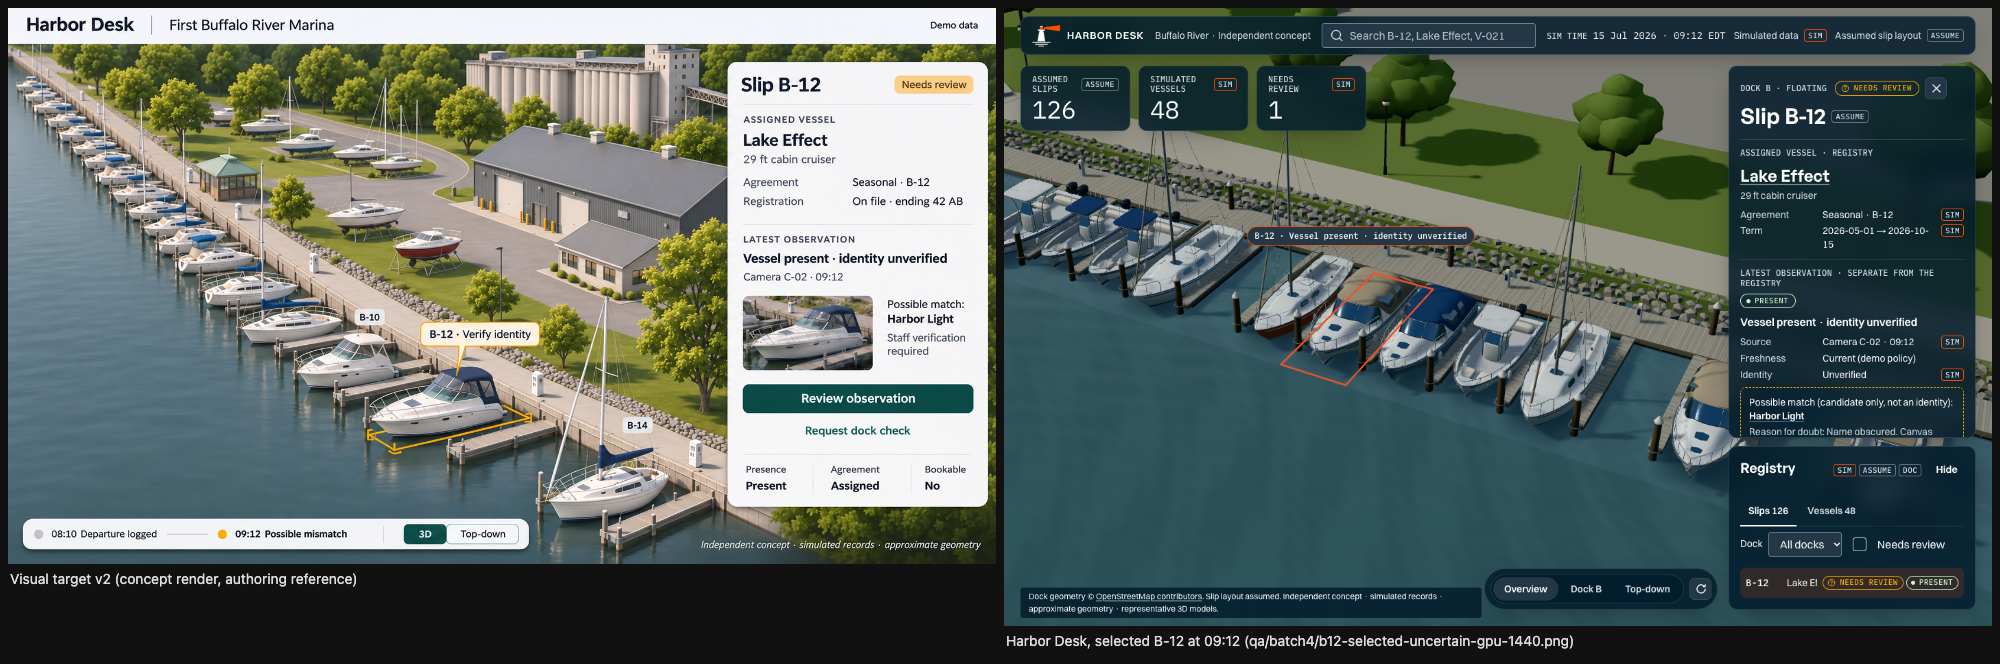 Harbor Desk
First Buffalo River Marina
Demo data
Slip B-12
Needs review
ASSIGNED VESSEL
Lake Effect
29 ft cabin cruiser
Agreement Seasonal · B-12
Registration On file · ending 42 AB
LATEST OBSERVATION
Vessel present · identity unverified
Camera C-02 · 09:12
Possible match:
Harbor Light
Staff verification
required
Review observation
Request dock check
Presence Agreement Bookable
Present Assigned No
B-10
B-12 · Verify identity
B-14
08:10 Departure logged
09:12 Possible mismatch
3D
Top-down
Independent concept · simulated records · approximate geometry
Visual target v2 (concept render, authoring reference)
HARBOR DESK
Buffalo River · Independent concept
Search B-12, Lake Effect, V-021
SIM TIME 15 Jul 2026 · 09:12 EDT
Simulated data SIM
Assumed slip layout ASSUME
ASSUMED
SLIPS
ASSUME
126
SIMULATED
VESSELS
SIM
48
NEEDS
REVIEW
SIM
1
B-12 · Vessel present · identity unverified
DOCK B · FLOATING
NEEDS REVIEW
Slip B-12 ASSUME
ASSIGNED VESSEL · REGISTRY
Lake Effect
29 ft cabin cruiser
Agreement Seasonal · B-12 SIM
Term 2026-05-01 → 2026-10-
15
SIM
LATEST OBSERVATION · SEPARATE FROM THE
REGISTRY
PRESENT
Vessel present · identity unverified
Source Camera C-02 · 09:12 SIM
Freshness Current (demo policy)
Identity Unverified SIM
Possible match (candidate only, not an identity):
Harbor Light
Reason for doubt: Name obscured. Canvas
Registry
SIM ASSUME DOC
Hide
Slips 126 Vessels 48
Dock All docks Needs review
B-12 Lake Ef NEEDS REVIEW PRESENT
Overview Dock B Top-down
Dock geometry © OpenStreetMap contributors. Slip layout assumed. Independent concept · simulated records ·
approximate geometry · representative 3D models.
Harbor Desk, selected B-12 at 09:12 (qa/batch4/b12-selected-uncertain-gpu-1440.png)